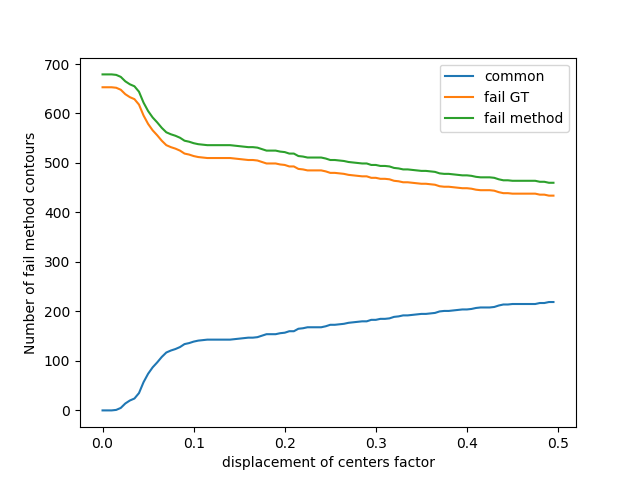 700
600
500
400
300
200
100
0
Number of fail method contours
common
fail GT
fail method
0.0 0.1 0.2 0.3 0.4 0.5
displacement of centers factor